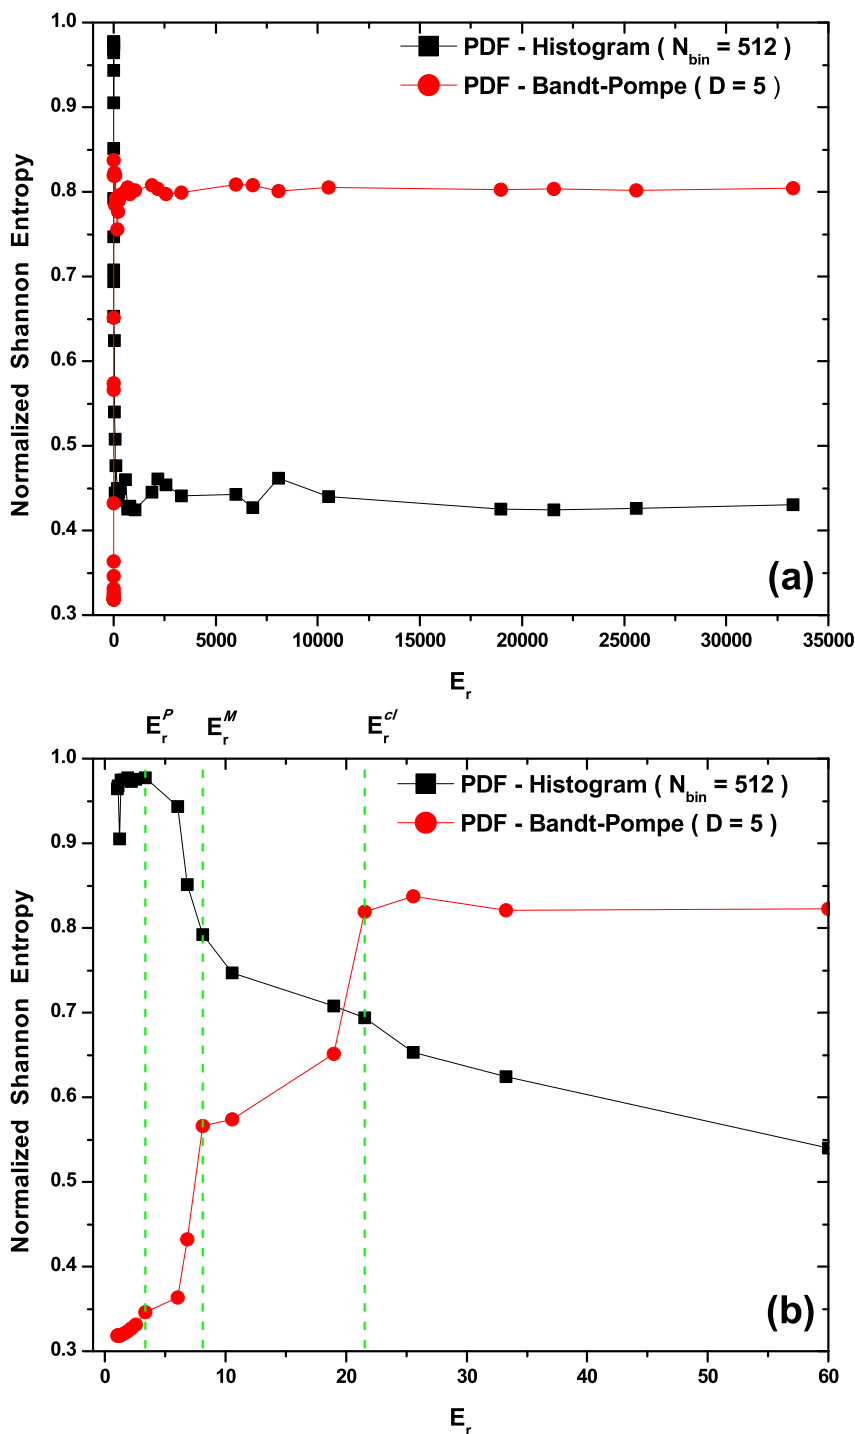 1.0
0.9
0.8
0.7
0.6
0.5
0.4
0.3
Normalized Shannon Entropy
PDF - Histogram ( N_bin = 512 )
PDF - Bandt-Pompe ( D = 5 )
(a)
0 5000 10000 15000 20000 25000 30000 35000
E_r
E_r^P E_r^M E_r^cl
1.0
0.9
0.8
0.7
0.6
0.5
0.4
0.3
Normalized Shannon Entropy
PDF - Histogram ( N_bin = 512 )
PDF - Bandt-Pompe ( D = 5 )
(b)
0 10 20 30 40 50 60
E_r